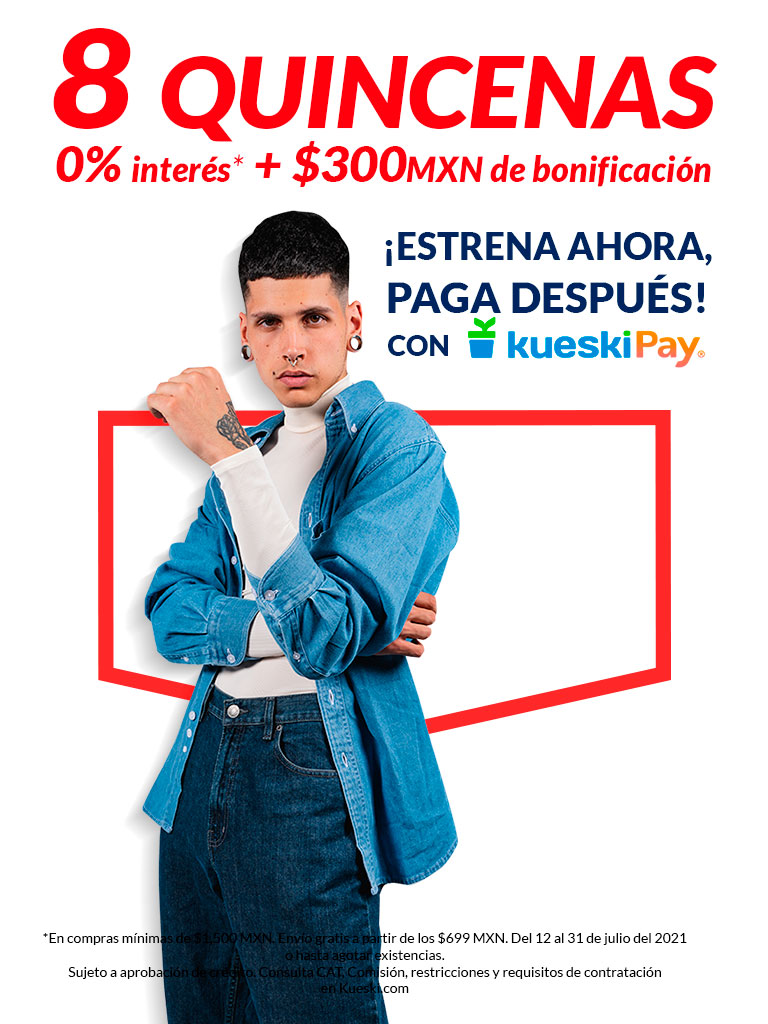 8 QUINCENAS
0% interés* + $300MXN de bonificación
¡ESTRENA AHORA,
PAGA DESPUÉS!
CON kueskiPay®
*En compras mínimas de $1,500 MXN. Envío gratis a partir de los $699 MXN. Del 12 al 31 de julio del 2021
o hasta agotar existencias.
Sujeto a aprobación de crédito. Consulta CAT, Comisión, restricciones y requisitos de contratación
en Kueski.com